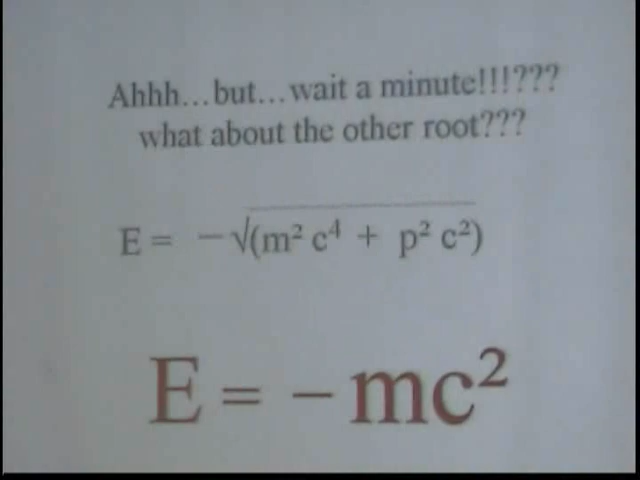 Ahhh...but...wait a minute!!!???
what about the other root???
E = −√(m² c⁴ + p² c²)
E = − mc²